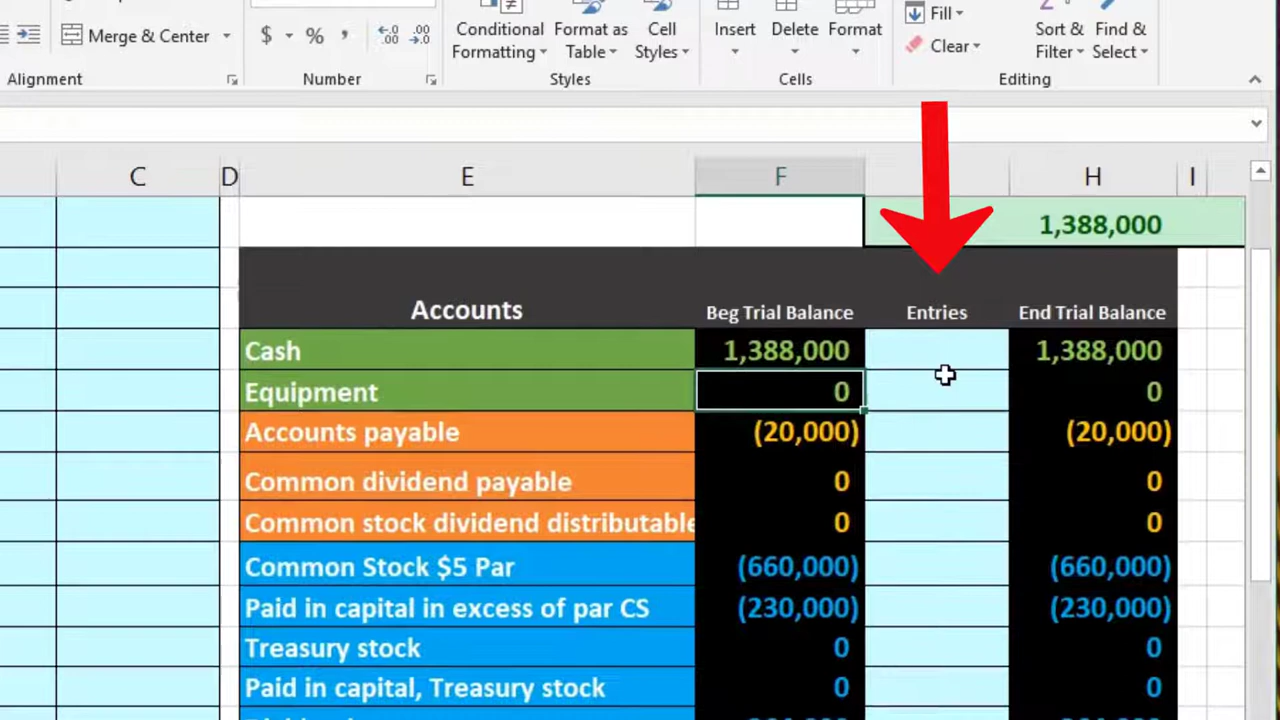 Merge & Center
$ % ,
Conditional Formatting
Format as Table
Cell Styles
Insert
Delete
Format
Fill
Clear
Sort & Filter
Find & Select
Alignment
Number
Styles
Cells
Editing
C D E F H I
1,388,000
Accounts Beg Trial Balance Entries End Trial Balance
Cash 1,388,000 1,388,000
Equipment 0 0
Accounts payable (20,000) (20,000)
Common dividend payable 0 0
Common stock dividend distributable 0 0
Common Stock $5 Par (660,000) (660,000)
Paid in capital in excess of par CS (230,000) (230,000)
Treasury stock 0 0
Paid in capital, Treasury stock 0 0